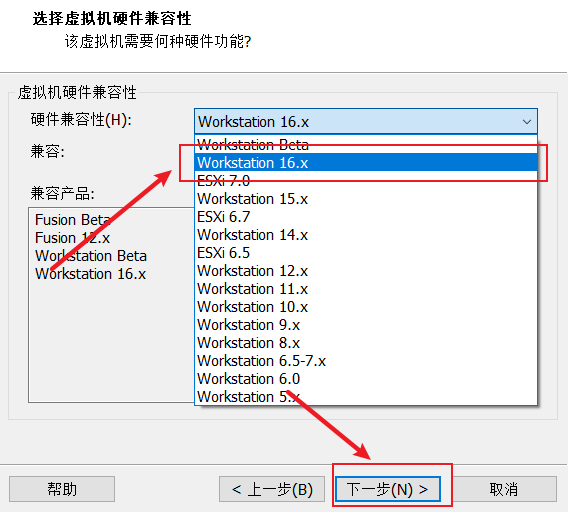 选择虚拟机硬件兼容性
该虚拟机需要何种硬件功能?
虚拟机硬件兼容性
硬件兼容性(H):
Workstation 16.x
兼容:
Workstation Beta
Workstation 16.x
ESXi 7.0
Workstation 15.x
ESXi 6.7
Workstation 14.x
ESXi 6.5
Workstation 12.x
Workstation 11.x
Workstation 10.x
Workstation 9.x
Workstation 8.x
Workstation 6.5-7.x
Workstation 6.0
Workstation 5.x
兼容产品:
Fusion Beta
Fusion 12.x
Workstation Beta
Workstation 16.x
帮助
< 上一步(B)
下一步(N) >
取消